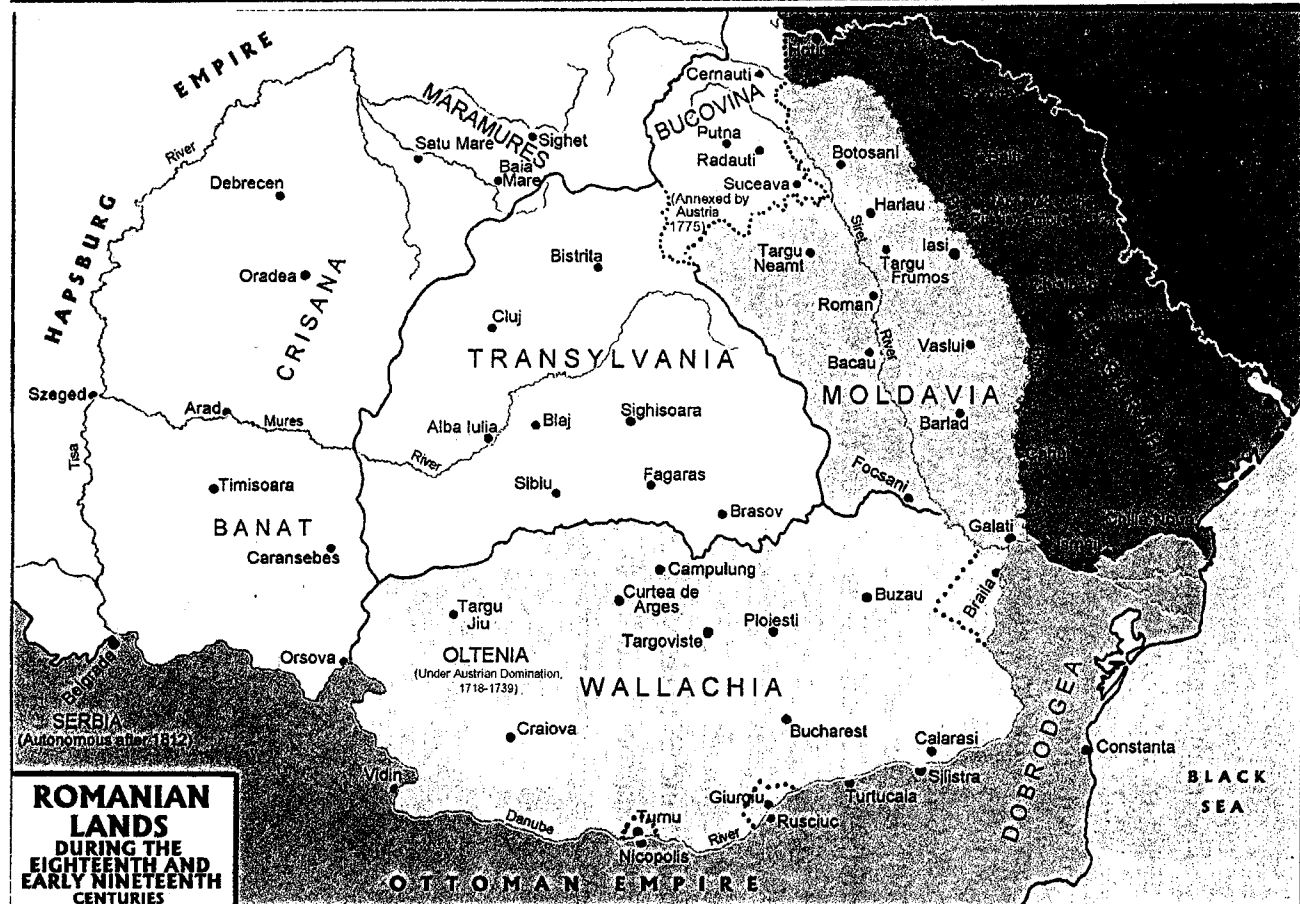 EMPIRE
HAPSBURG
MARAMURES
Sighet
Satu Mare
Baia
Mare
River
Debrecen
Oradea
CRISANA
Szeged
Arad
Mures
Tisa
Timisoara
BANAT
Caransebes
Cernauti
BUCOVINA
Putna
Radauti
Suceava
(Annexed by
Austria
1775)
Botosani
Harlau
Siret
Iasi
Targu
Neamt
Targu
Frumos
Roman
River
Bacau
Vaslui
MOLDAVIA
Barlad
Focsani
Galati
Bistrita
Cluj
TRANSYLVANIA
Alba Iulia
Blaj
Sighisoara
River
Sibiu
Fagaras
Brasov
Campulung
Curtea de
Arges
Targu
Jiu
Targoviste
Ploiesti
Buzau
Braila
OLTENIA
(Under Austrian Domination,
1718-1739)
WALLACHIA
Orsova
Belgrade
SERBIA
(Autonomous after 1812)
Craiova
Bucharest
Calarasi
Silistra
Constanta
DOBRODGEA
BLACK
SEA
Vidin
Giurgiu
Turtucaia
Danube
Turnu
River
Rusciuc
Nicopolis
OTTOMAN EMPIRE
ROMANIAN
LANDS
DURING THE
EIGHTEENTH AND
EARLY NINETEENTH
CENTURIES